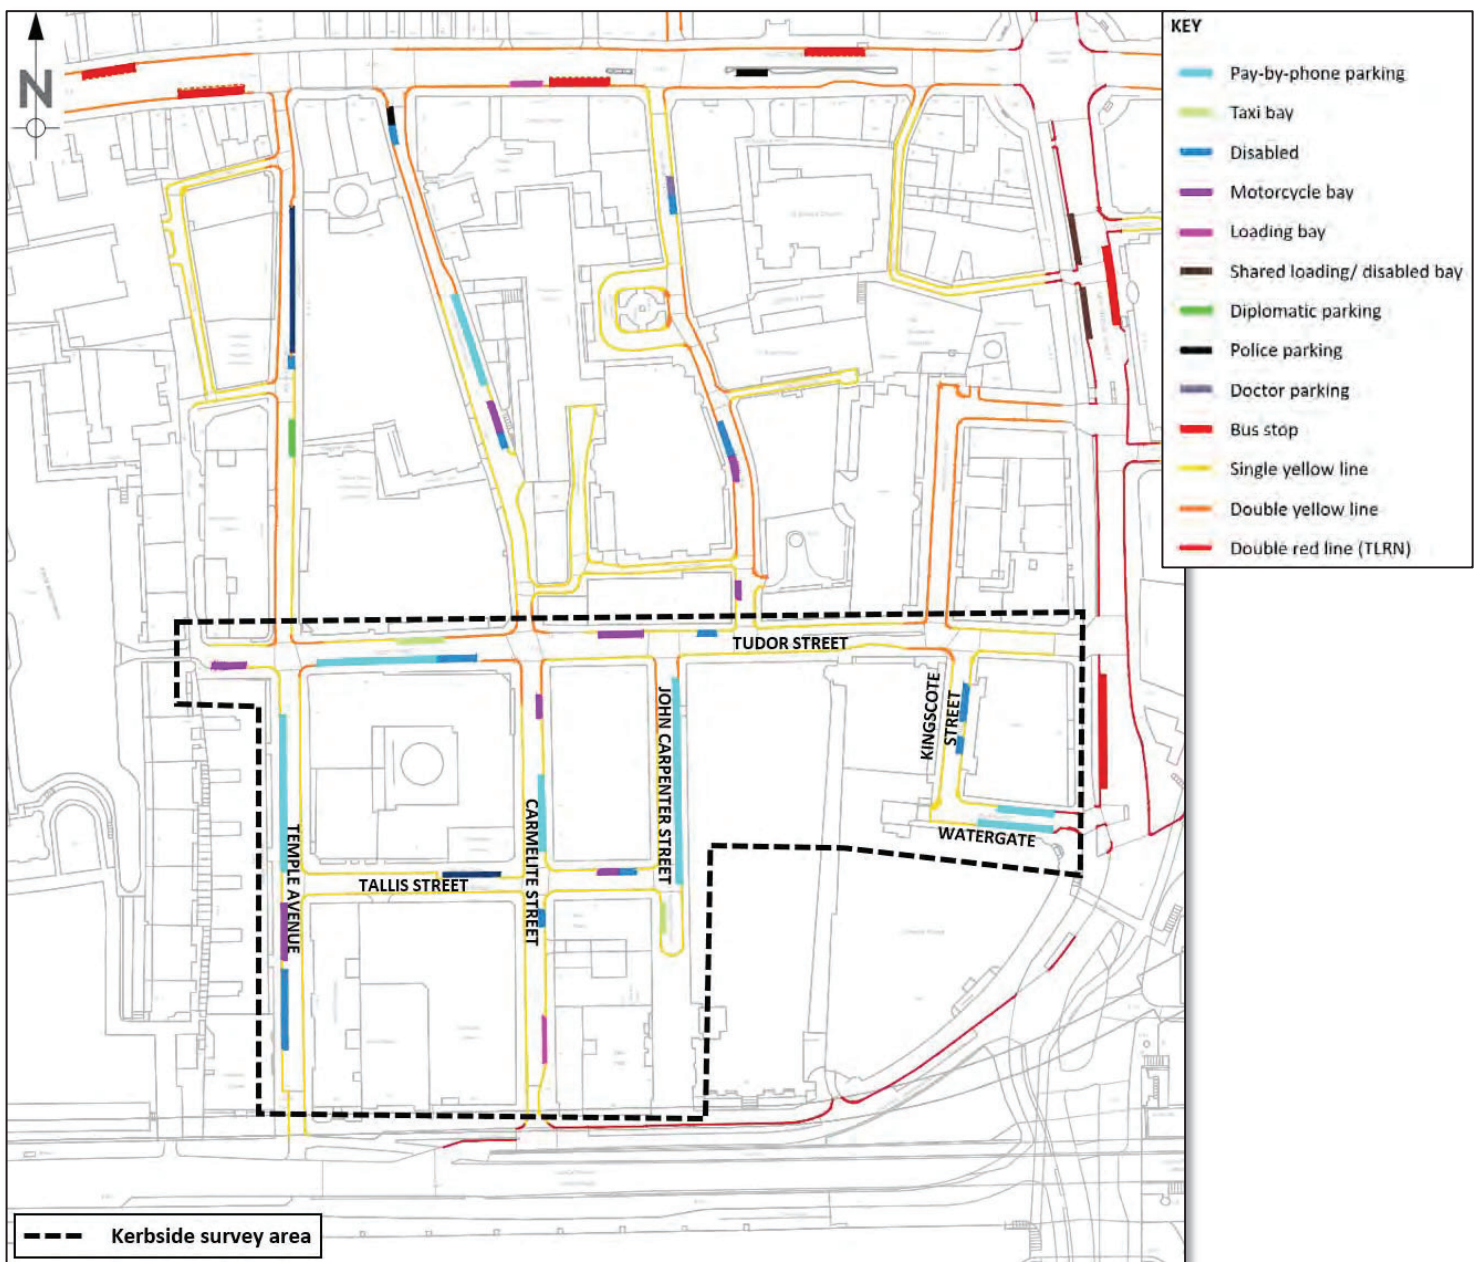 N
KEY
Pay-by-phone parking
Taxi bay
Disabled
Motorcycle bay
Loading bay
Shared loading/ disabled bay
Diplomatic parking
Police parking
Doctor parking
Bus stop
Single yellow line
Double yellow line
Double red line (TLRN)
TUDOR STREET
KINGSCOTE
STREET
JOHN CARPENTER STREET
CARMELITE STREET
TEMPLE AVENUE
TALLIS STREET
WATERGATE
Kerbside survey area